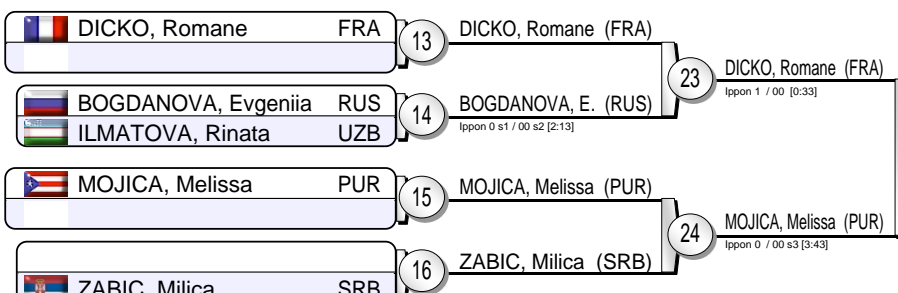 DICKO, Romane FRA
13
DICKO, Romane (FRA)
23
DICKO, Romane (FRA)
Ippon 1 / 00 [0:33]
BOGDANOVA, Evgeniia RUS
ILMATOVA, Rinata UZB
14
BOGDANOVA, E. (RUS)
Ippon 0 s1 / 00 s2 [2:13]
MOJICA, Melissa PUR
15
MOJICA, Melissa (PUR)
24
MOJICA, Melissa (PUR)
Ippon 0 / 00 s3 [3:43]
16
ZABIC, Milica (SRB)
ZABIC, Milica SRB